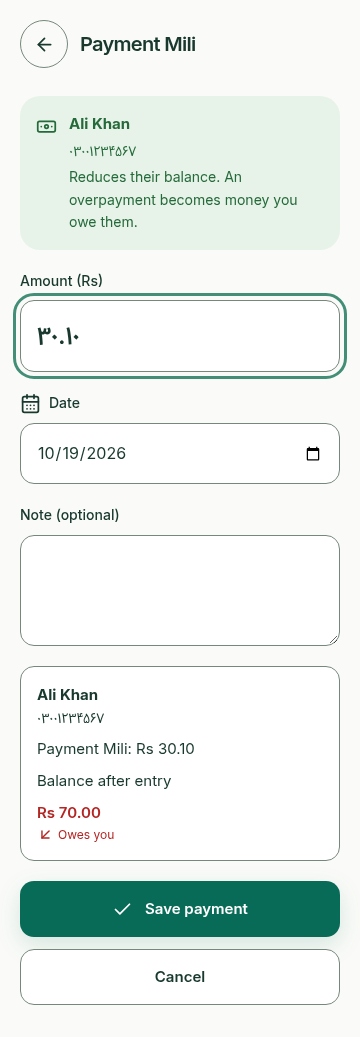 Payment Mili
Ali Khan
۰۳۰۰۱۲۳۴۵۶۷
Reduces their balance. An
overpayment becomes money you
owe them.
Amount (Rs)
۳۰.۱۰
Date
10/19/2026
Note (optional)
Ali Khan
۰۳۰۰۱۲۳۴۵۶۷
Payment Mili: Rs 30.10
Balance after entry
Rs 70.00
Owes you
Save payment
Cancel